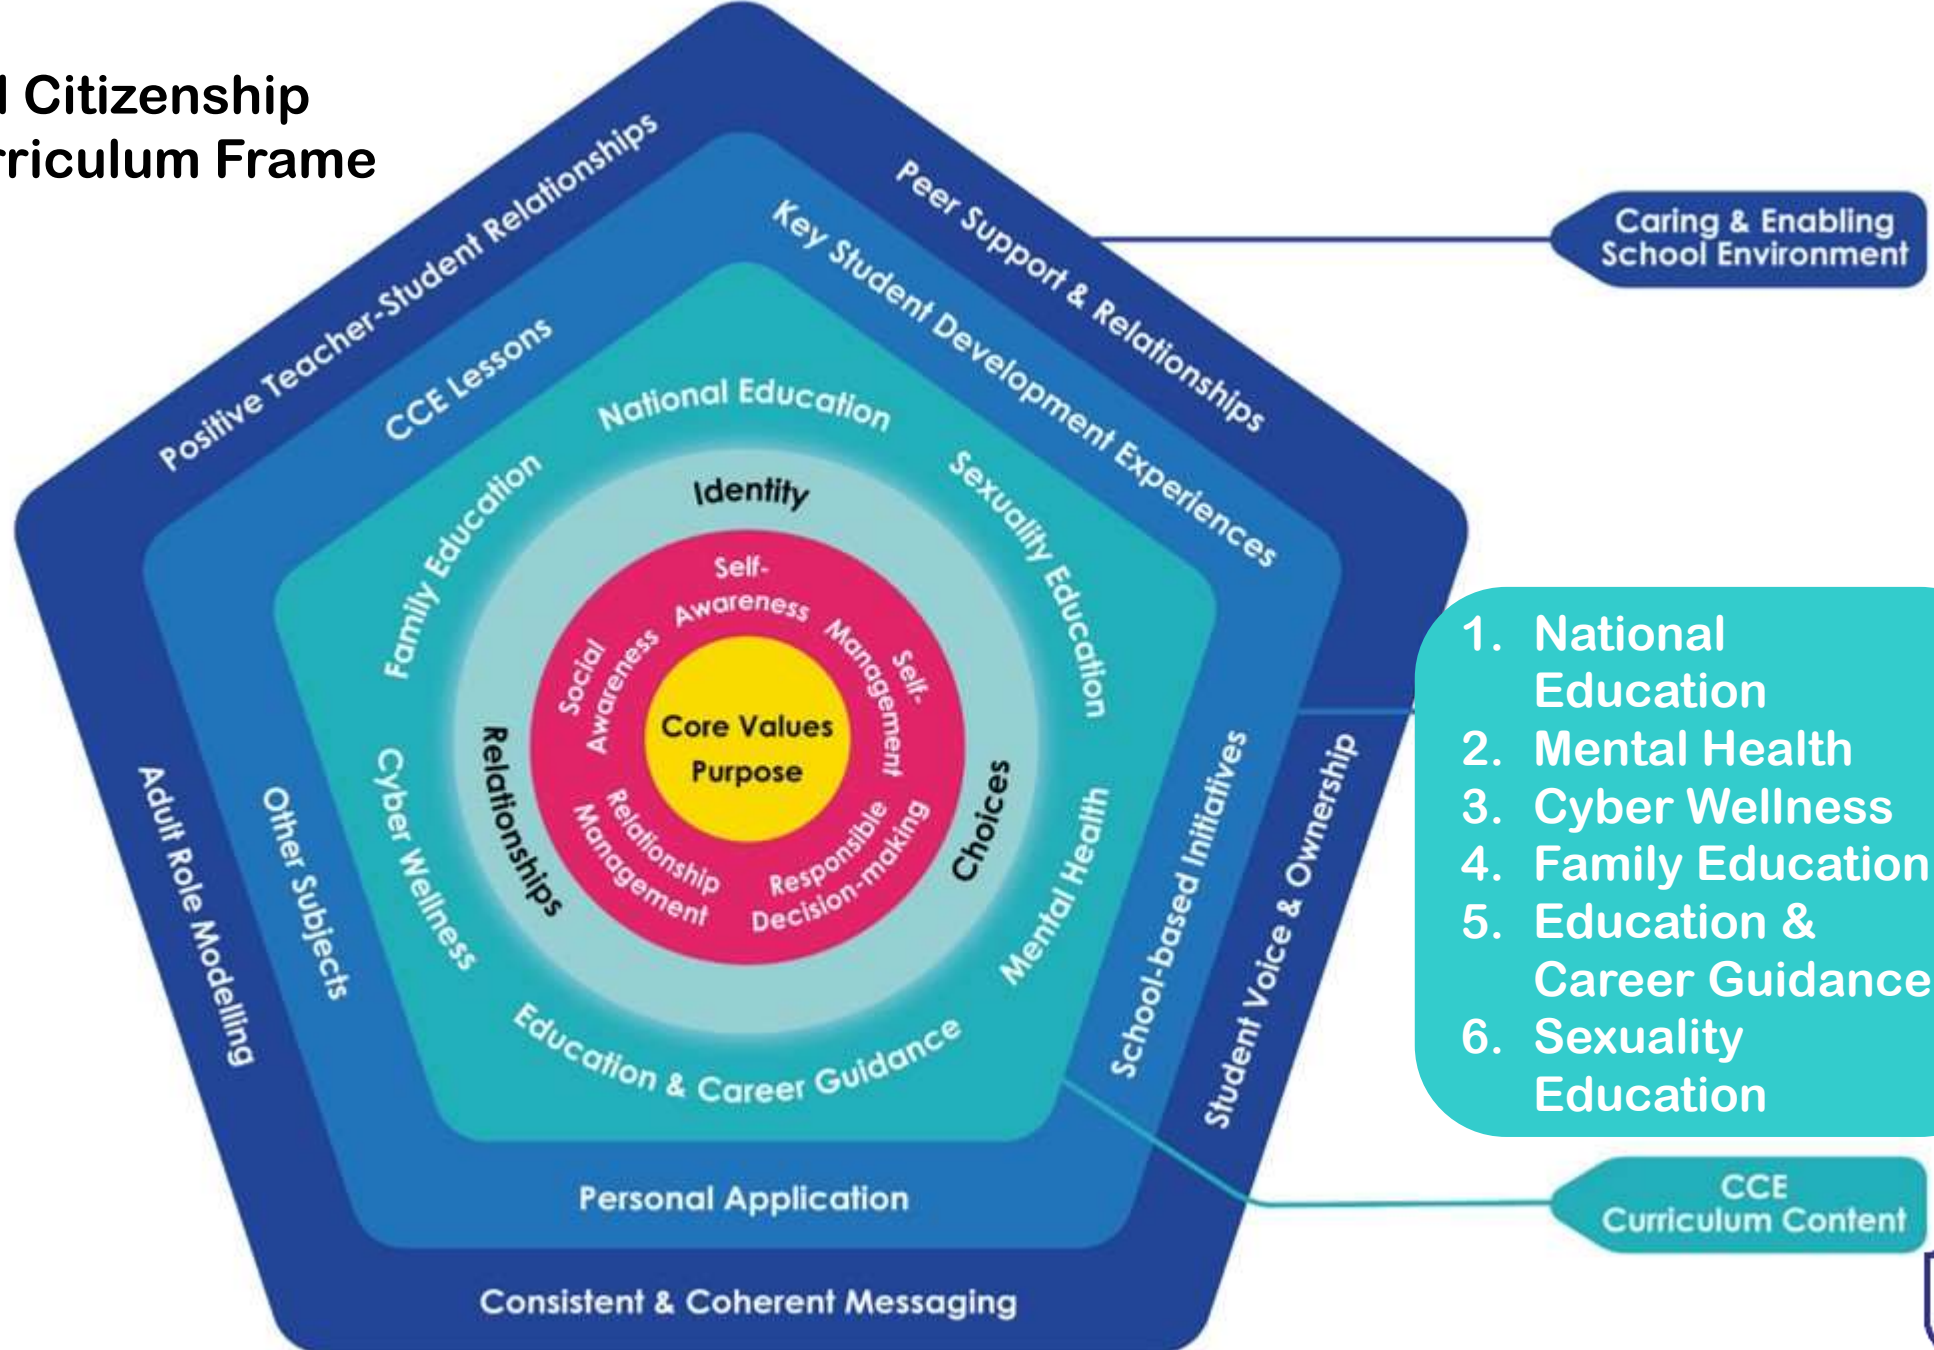 Citizenship
rriculum Frame
Positive Teacher-Student Relationships
Peer Support & Relationships
Caring & Enabling
School Environment
CCE Lessons
Key Student Development Experiences
National Education
Family Education
Sexuality Education
Identity
Self-
Awareness
Social
Awareness
Self-
Management
Core Values
Purpose
Relationships
Choices
Relationship
Management
Responsible
Decision-making
Cyber Wellness
Mental Health
Education & Career Guidance
Adult Role Modelling
Other Subjects
School-based Initiatives
Student Voice & Ownership
Personal Application
Consistent & Coherent Messaging
1. National
Education
2. Mental Health
3. Cyber Wellness
4. Family Education
5. Education &
Career Guidance
6. Sexuality
Education
CCE
Curriculum Content